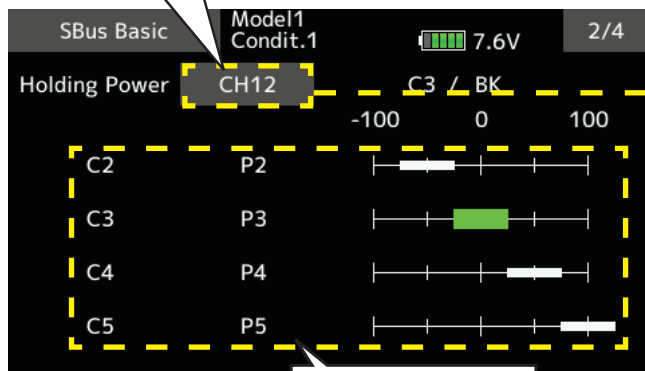 SBus Basic Model1 Condit.1 7.6V 2/4
Holding Power CH12 C3 / BK
-100 0 100
C2 P2
C3 P3
C4 P4
C5 P5